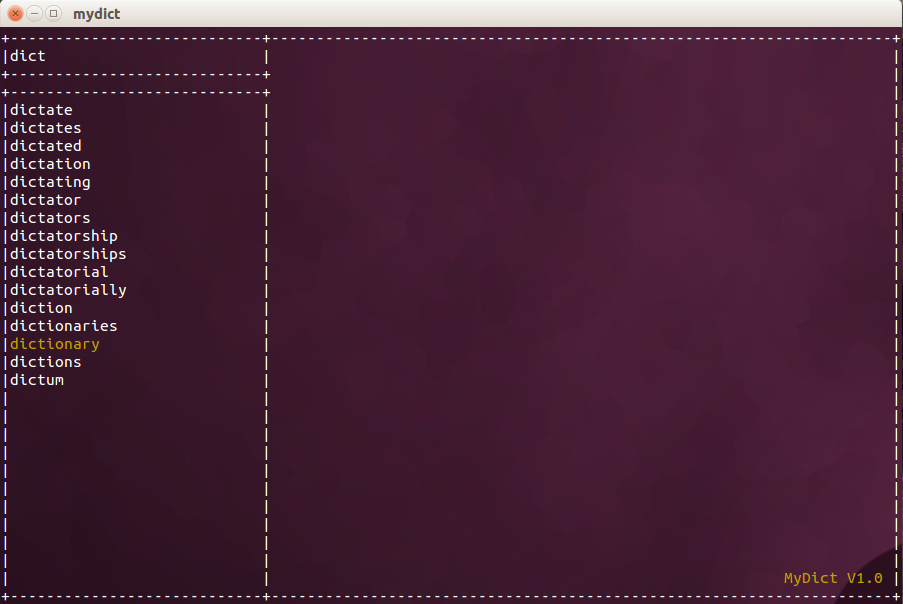 mydict
dict
dictate
dictates
dictated
dictation
dictating
dictator
dictators
dictatorship
dictatorships
dictatorial
dictatorially
diction
dictionaries
dictionary
dictions
dictum
MyDict V1.0